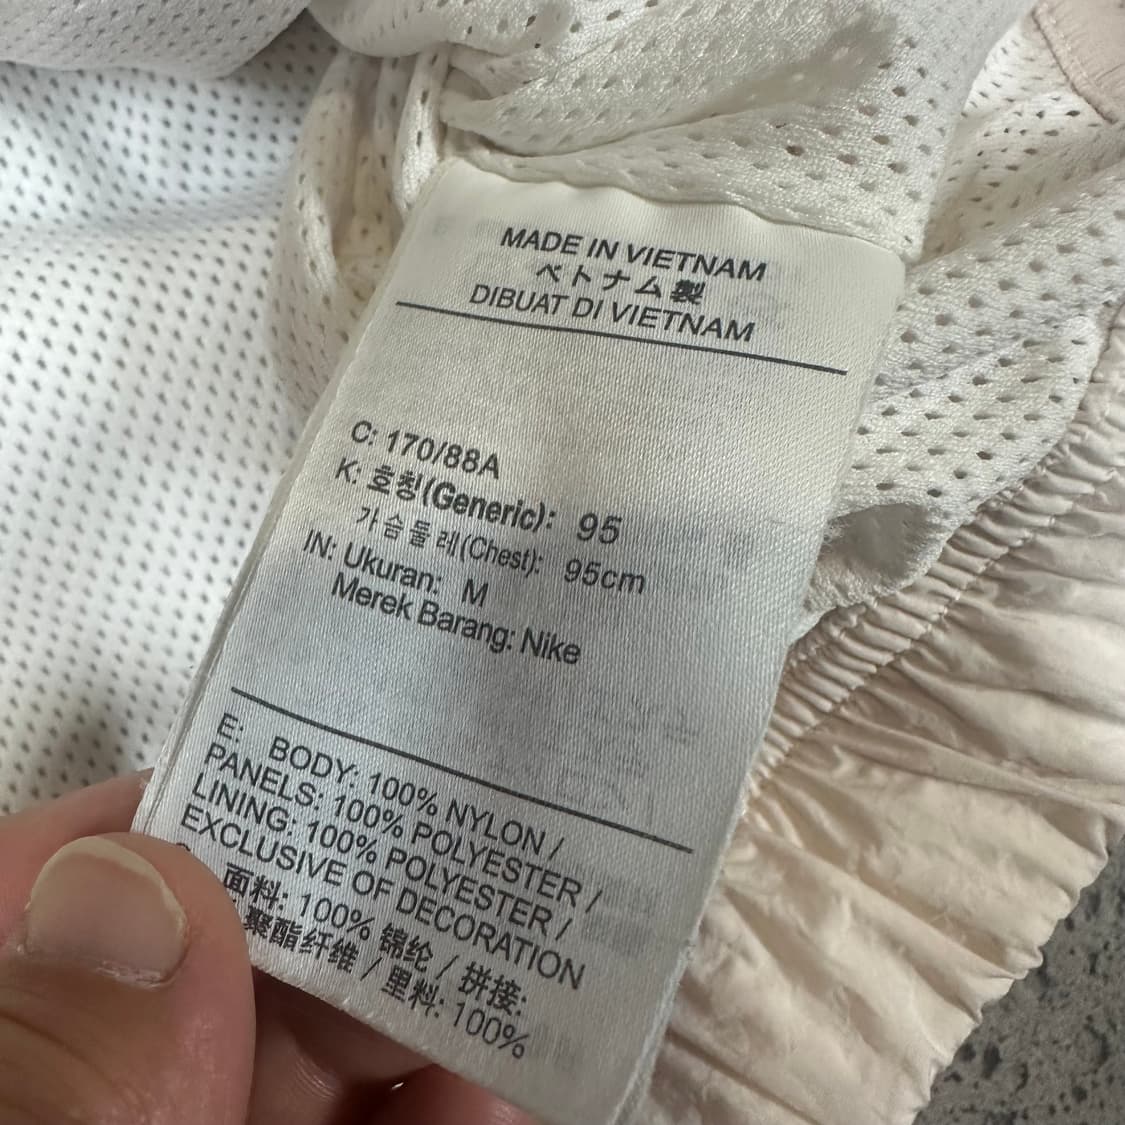 MADE IN VIETNAM
ベトナム製
DIBUAT DI VIETNAM
C: 170/88A
K: 호칭(Generic): 95
가슴둘레(Chest): 95cm
IN: Ukuran: M
Merek Barang: Nike
E: BODY: 100% NYLON /
PANELS: 100% POLYESTER /
LINING: 100% POLYESTER /
EXCLUSIVE OF DECORATION
面料: 100% 锦纶 / 拼接:
聚酯纤维 / 里料: 100%